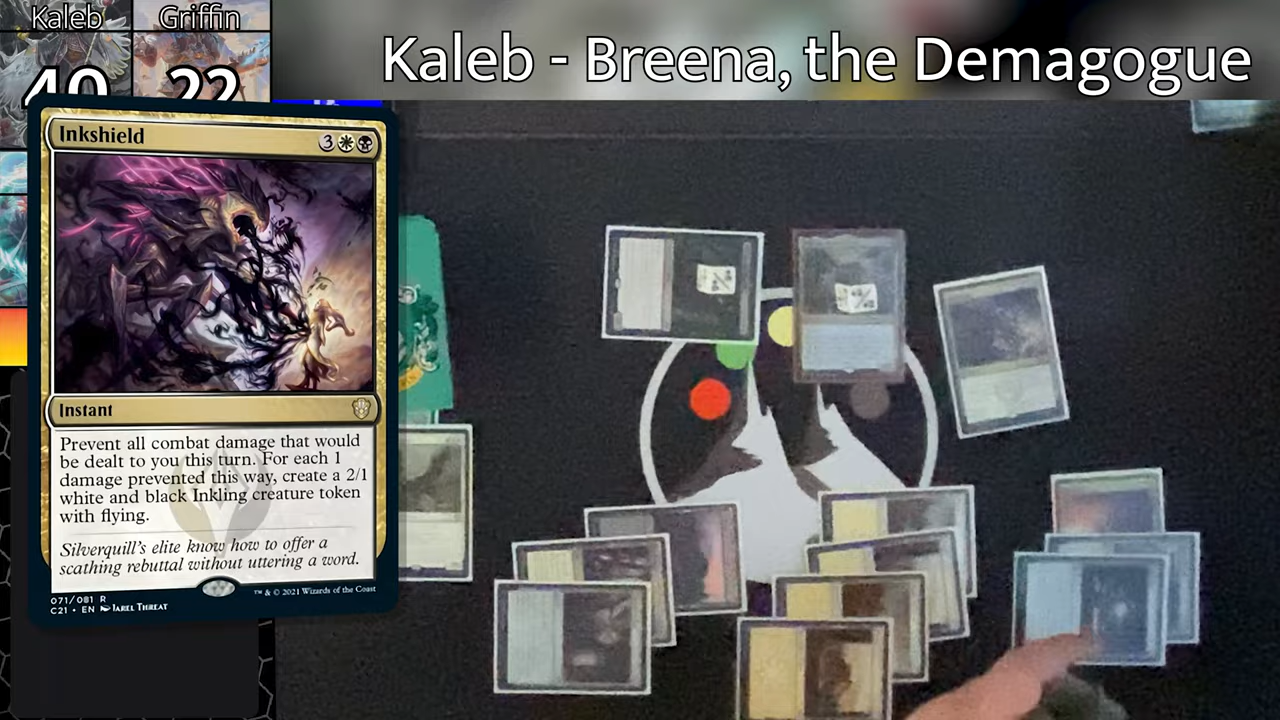 Kaleb Griffin
40 22
Kaleb - Breena, the Demagogue
Inkshield 3
Instant
Prevent all combat damage that would
be dealt to you this turn. For each 1
damage prevented this way, create a 2/1
white and black Inkling creature token
with flying.
Silverquill's elite know how to offer a
scathing rebuttal without uttering a word.
071/081 R
C21 • EN JAREL THREAT
™ & © 2021 Wizards of the Coast